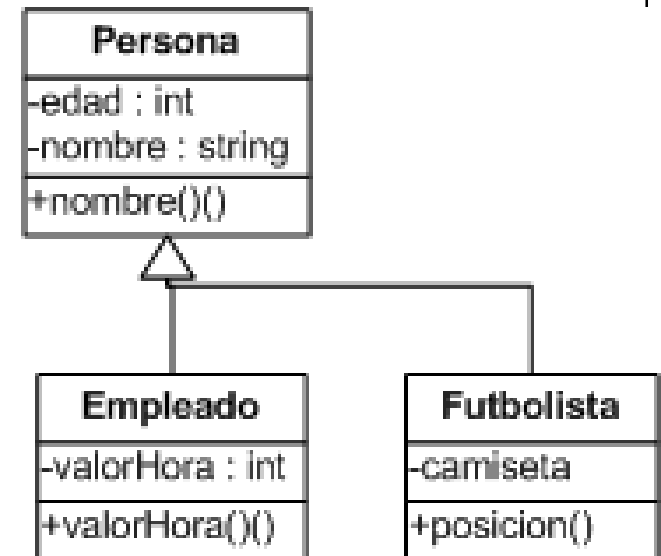 Persona
-edad : int
-nombre : string
+nombre()()
Empleado
-valorHora : int
+valorHora()()
Futbolista
-camiseta
+posicion()